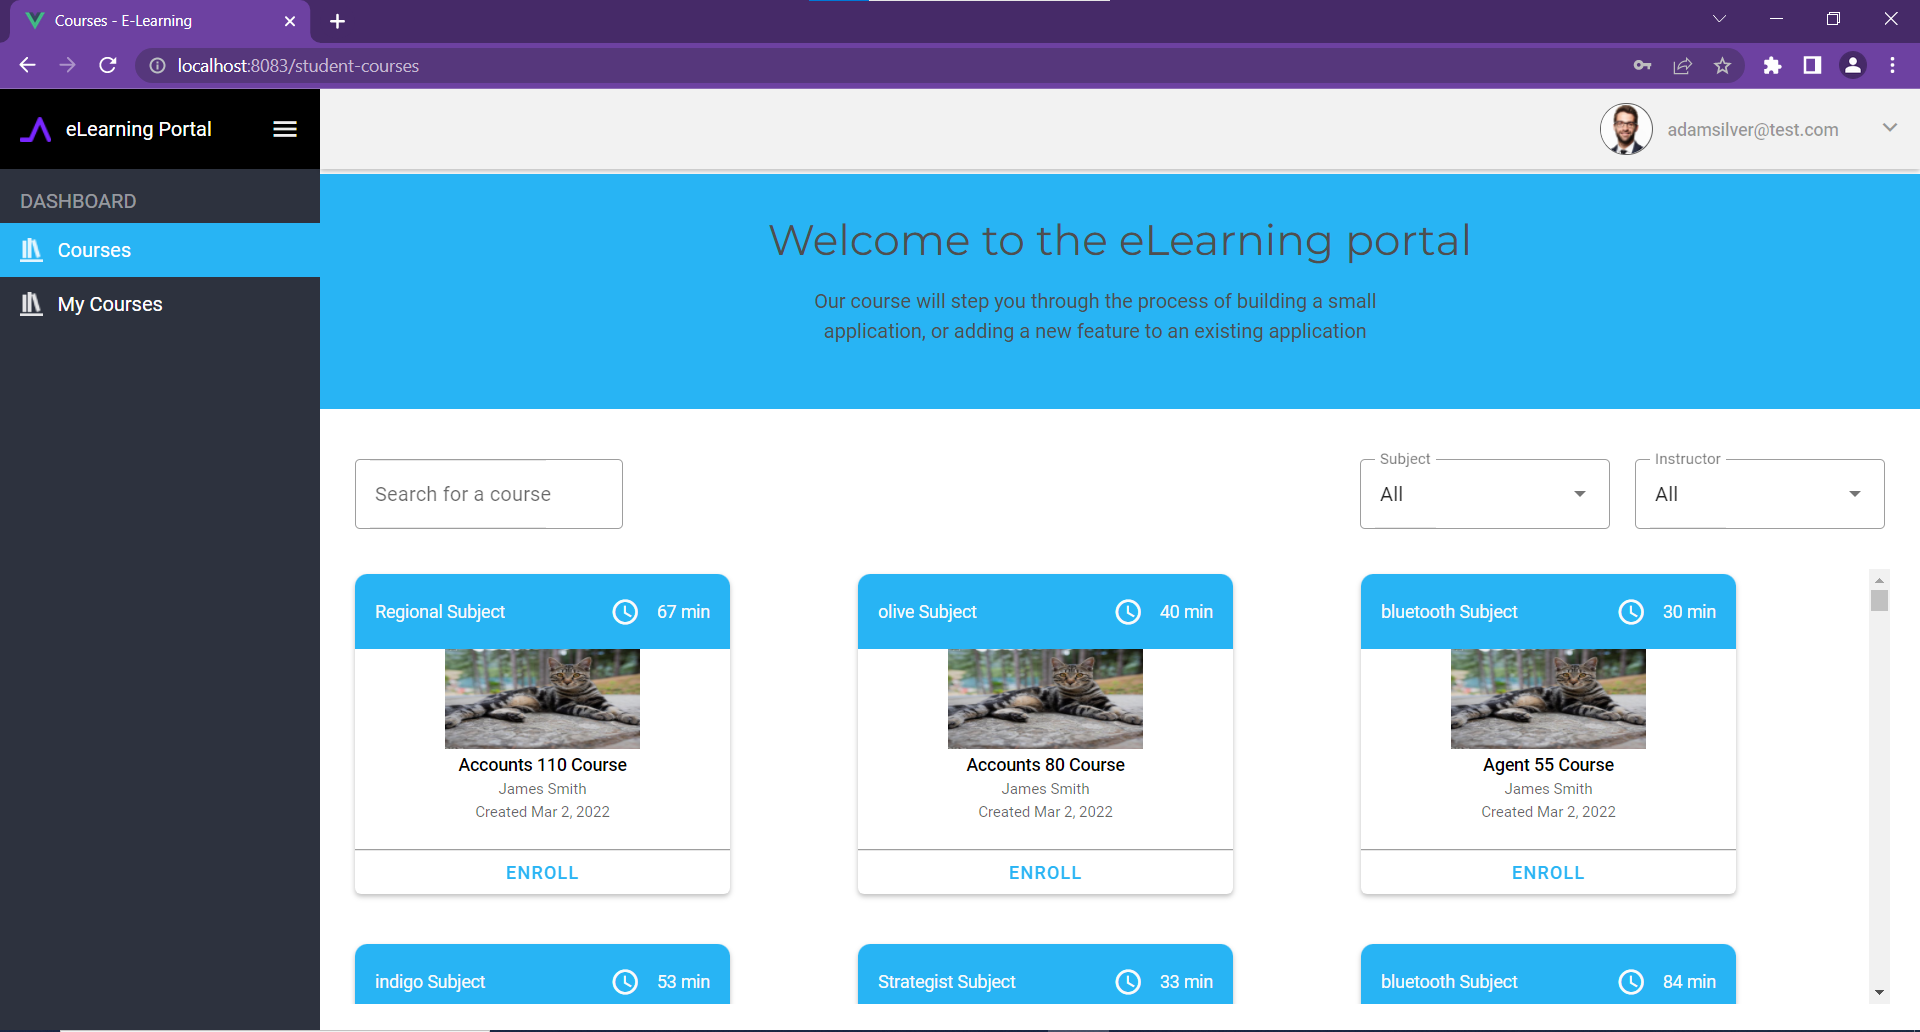 Courses - E-Learning
localhost:8083/student-courses
eLearning Portal
adamsilver@test.com
DASHBOARD
Courses
My Courses
Welcome to the eLearning portal
Our course will step you through the process of building a small
application, or adding a new feature to an existing application
Search for a course
Subject
All
Instructor
All
Regional Subject 67 min
Accounts 110 Course
James Smith
Created Mar 2, 2022
ENROLL
olive Subject 40 min
Accounts 80 Course
James Smith
Created Mar 2, 2022
ENROLL
bluetooth Subject 30 min
Agent 55 Course
James Smith
Created Mar 2, 2022
ENROLL
indigo Subject 53 min
Strategist Subject 33 min
bluetooth Subject 84 min